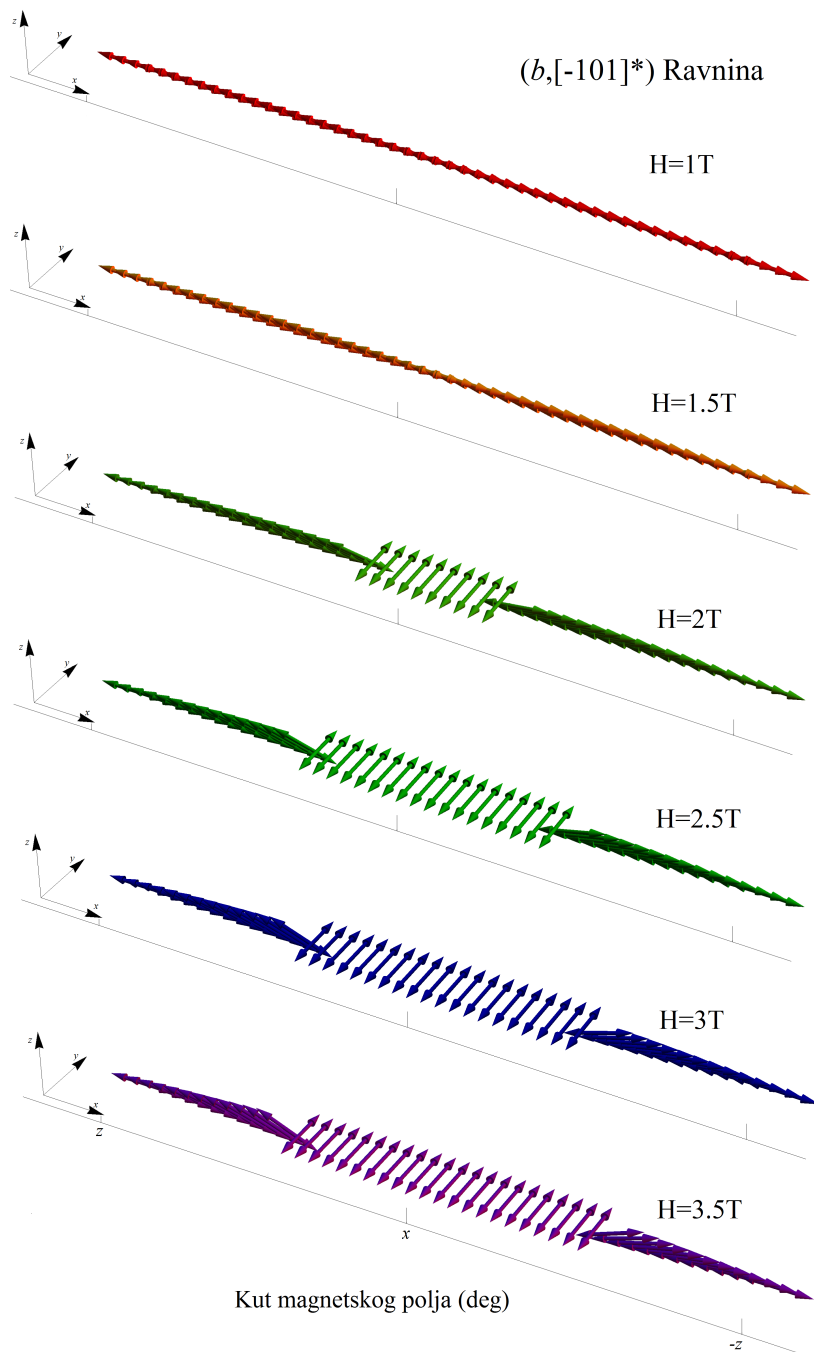 z
y
x
(b,[-101]*) Ravnina
H=1T
z
y
x
H=1.5T
z
y
x
H=2T
z
y
x
H=2.5T
z
y
x
H=3T
z
y
x
z
H=3.5T
x
Kut magnetskog polja (deg)
-z